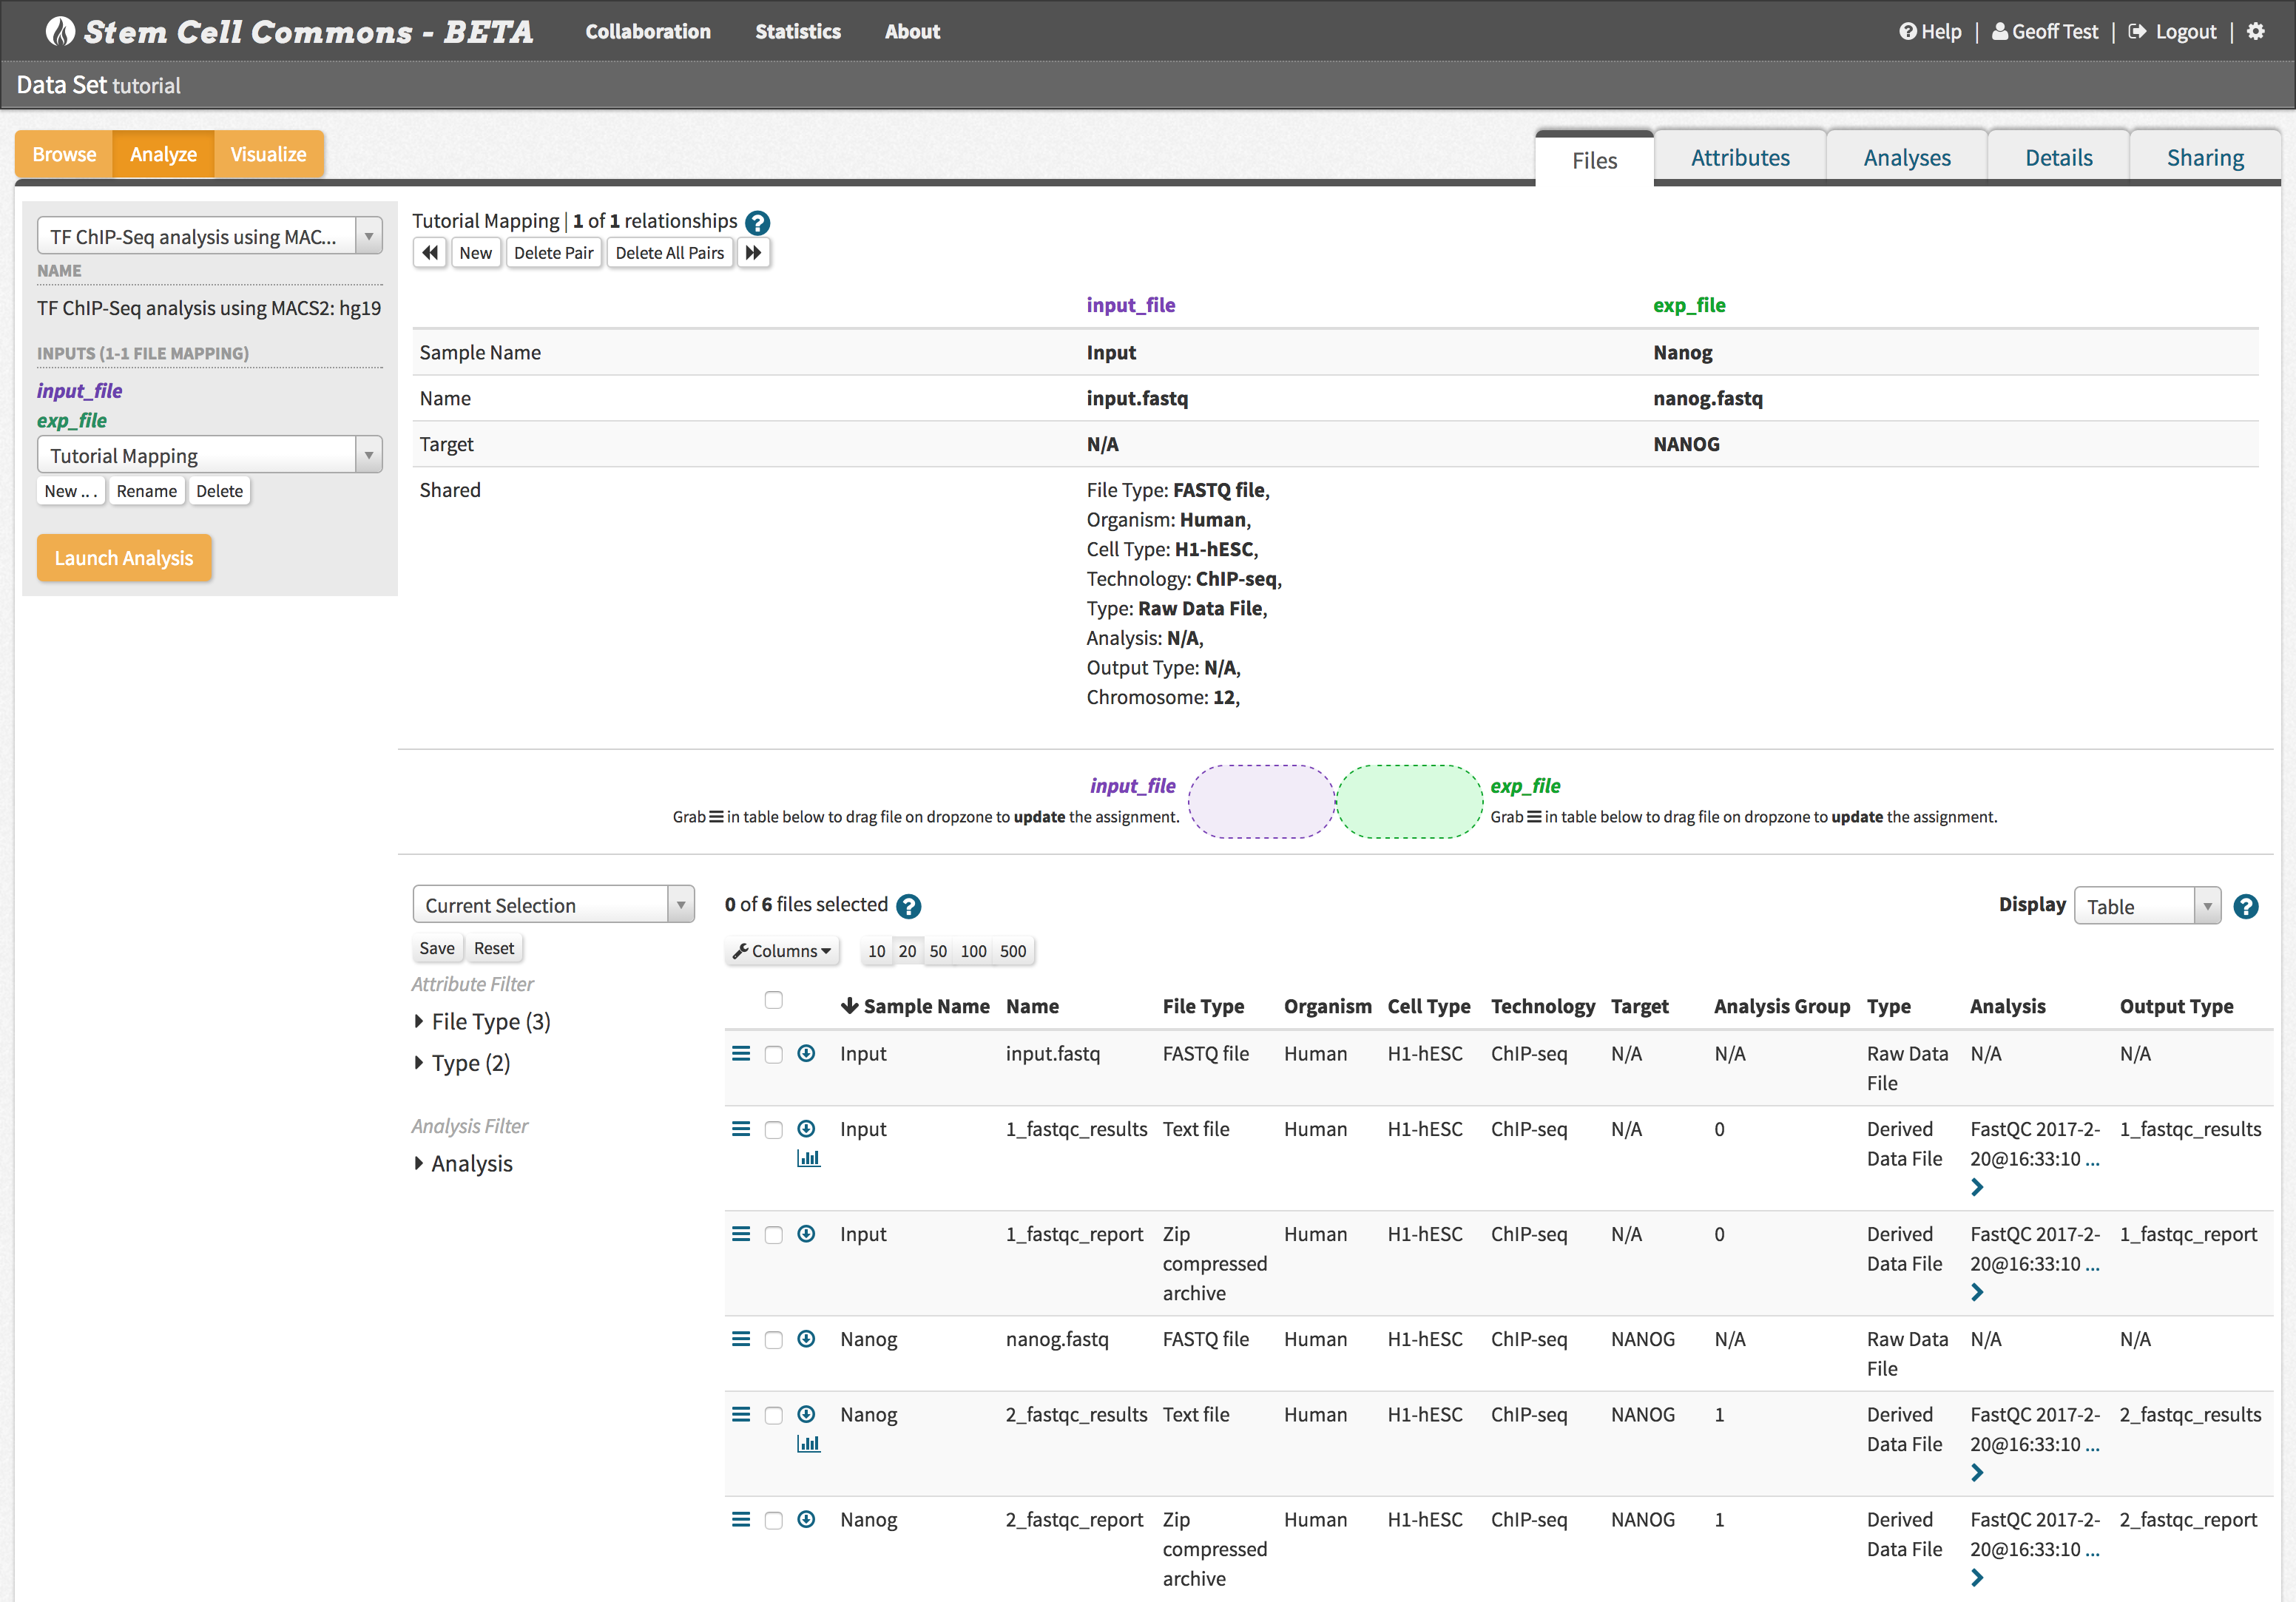 Stem Cell Commons - BETA Collaboration Statistics About Help | Geoff Test | Logout |
Data Set tutorial
Browse Analyze Visualize
Files Attributes Analyses Details Sharing
TF ChIP-Seq analysis using MAC...
NAME
TF ChIP-Seq analysis using MACS2: hg19
INPUTS (1-1 FILE MAPPING)
input_file
exp_file
Tutorial Mapping
New ... Rename Delete
Launch Analysis
Tutorial Mapping | 1 of 1 relationships ?
New Delete Pair Delete All Pairs
input_file exp_file
Sample Name Input Nanog
Name input.fastq nanog.fastq
Target N/A NANOG
Shared File Type: FASTQ file,
Organism: Human,
Cell Type: H1-hESC,
Technology: ChIP-seq,
Type: Raw Data File,
Analysis: N/A,
Output Type: N/A,
Chromosome: 12,
input_file
Grab in table below to drag file on dropzone to update the assignment.
exp_file
Grab in table below to drag file on dropzone to update the assignment.
Current Selection
Save Reset
Attribute Filter
File Type (3)
Type (2)
Analysis Filter
Analysis
0 of 6 files selected ?
Display Table ?
Columns 10 20 50 100 500
Sample Name Name File Type Organism Cell Type Technology Target Analysis Group Type Analysis Output Type
Input input.fastq FASTQ file Human H1-hESC ChIP-seq N/A N/A Raw Data N/A N/A
File
Input 1_fastqc_results Text file Human H1-hESC ChIP-seq N/A 0 Derived FastQC 2017-2- 1_fastqc_results
Data File 20@16:33:10 ...
Input 1_fastqc_report Zip Human H1-hESC ChIP-seq N/A 0 Derived FastQC 2017-2- 1_fastqc_report
compressed Data File 20@16:33:10 ...
archive
Nanog nanog.fastq FASTQ file Human H1-hESC ChIP-seq NANOG N/A Raw Data N/A N/A
File
Nanog 2_fastqc_results Text file Human H1-hESC ChIP-seq NANOG 1 Derived FastQC 2017-2- 2_fastqc_results
Data File 20@16:33:10 ...
Nanog 2_fastqc_report Zip Human H1-hESC ChIP-seq NANOG 1 Derived FastQC 2017-2- 2_fastqc_report
compressed Data File 20@16:33:10 ...
archive